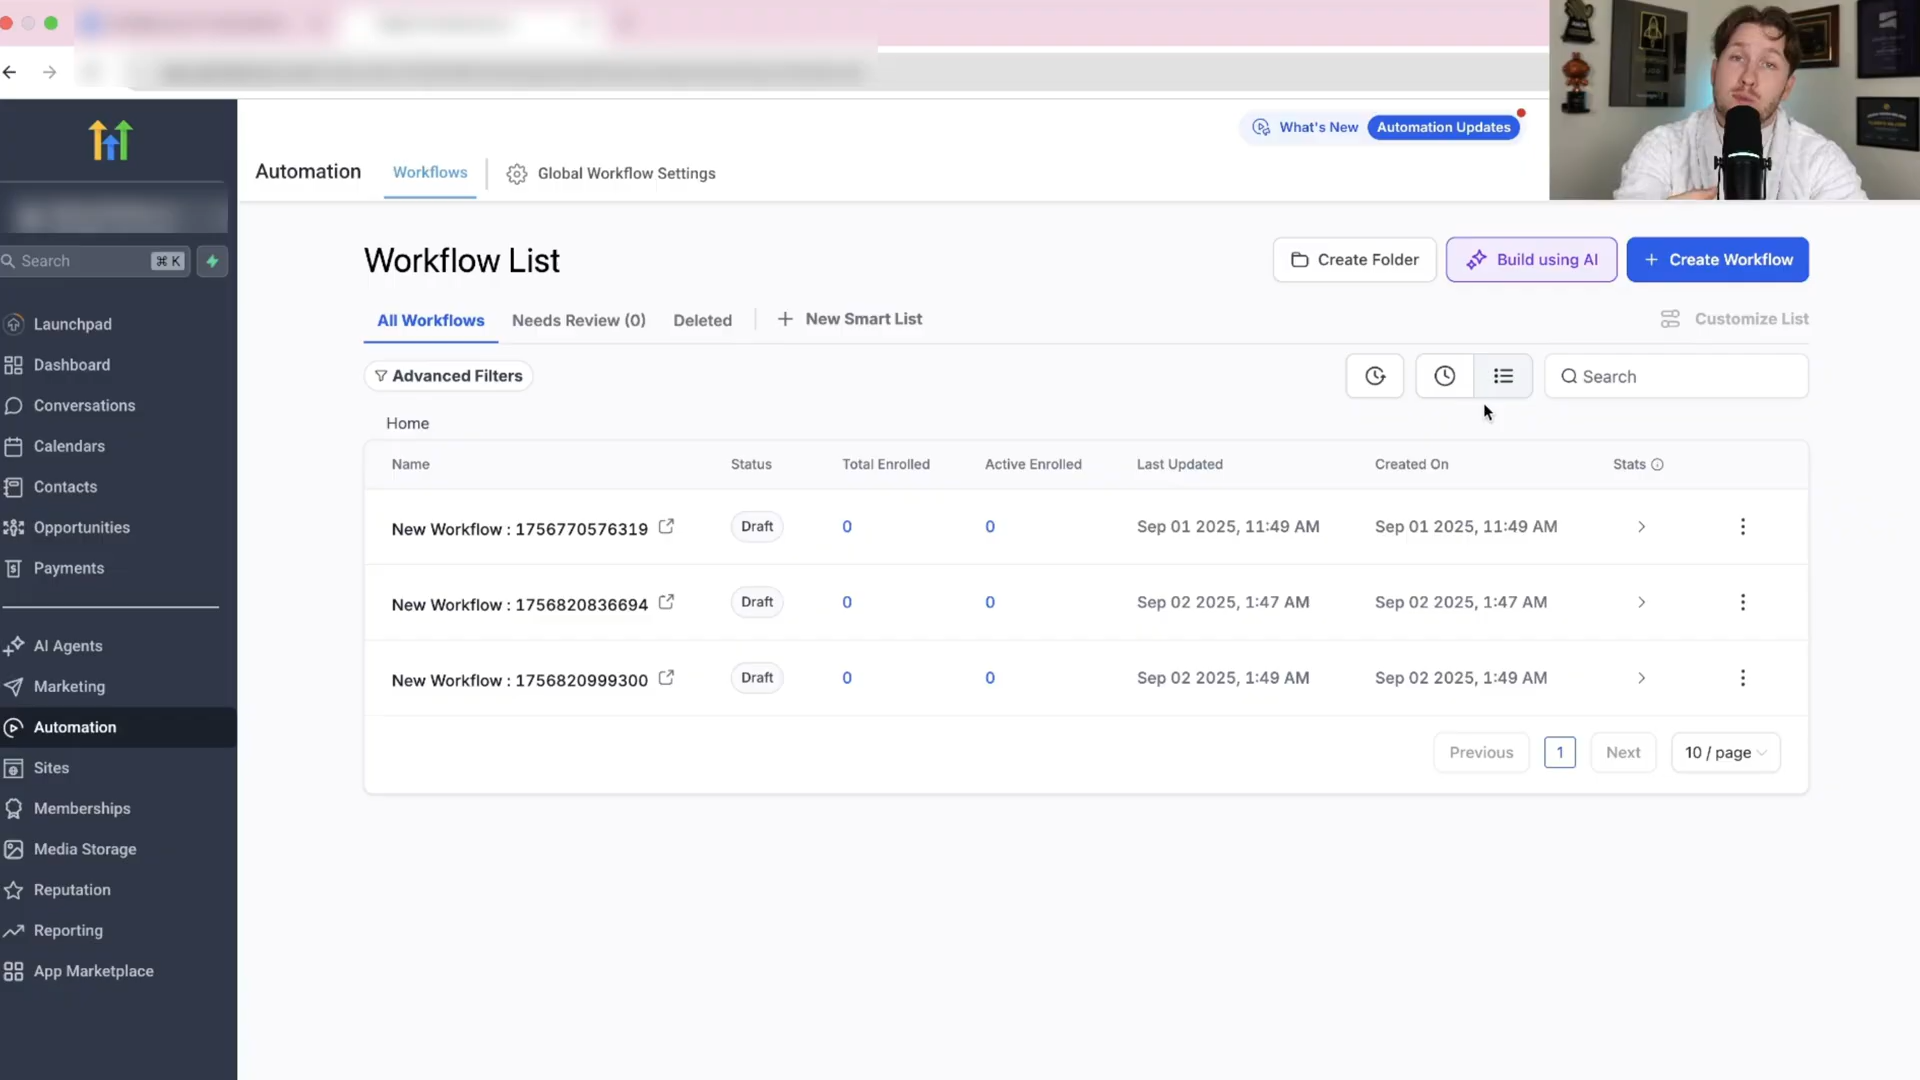 What's New Automation Updates
Automation Workflows Global Workflow Settings
Search ⌘ K
Launchpad
Dashboard
Conversations
Calendars
Contacts
Opportunities
Payments
AI Agents
Marketing
Automation
Sites
Memberships
Media Storage
Reputation
Reporting
App Marketplace
Workflow List
Create Folder Build using AI + Create Workflow
All Workflows Needs Review (0) Deleted + New Smart List Customize List
Advanced Filters Search
Home
Name Status Total Enrolled Active Enrolled Last Updated Created On Stats
New Workflow : 1756770576319 Draft 0 0 Sep 01 2025, 11:49 AM Sep 01 2025, 11:49 AM
New Workflow : 1756820836694 Draft 0 0 Sep 02 2025, 1:47 AM Sep 02 2025, 1:47 AM
New Workflow : 1756820999300 Draft 0 0 Sep 02 2025, 1:49 AM Sep 02 2025, 1:49 AM
Previous 1 Next 10 / page